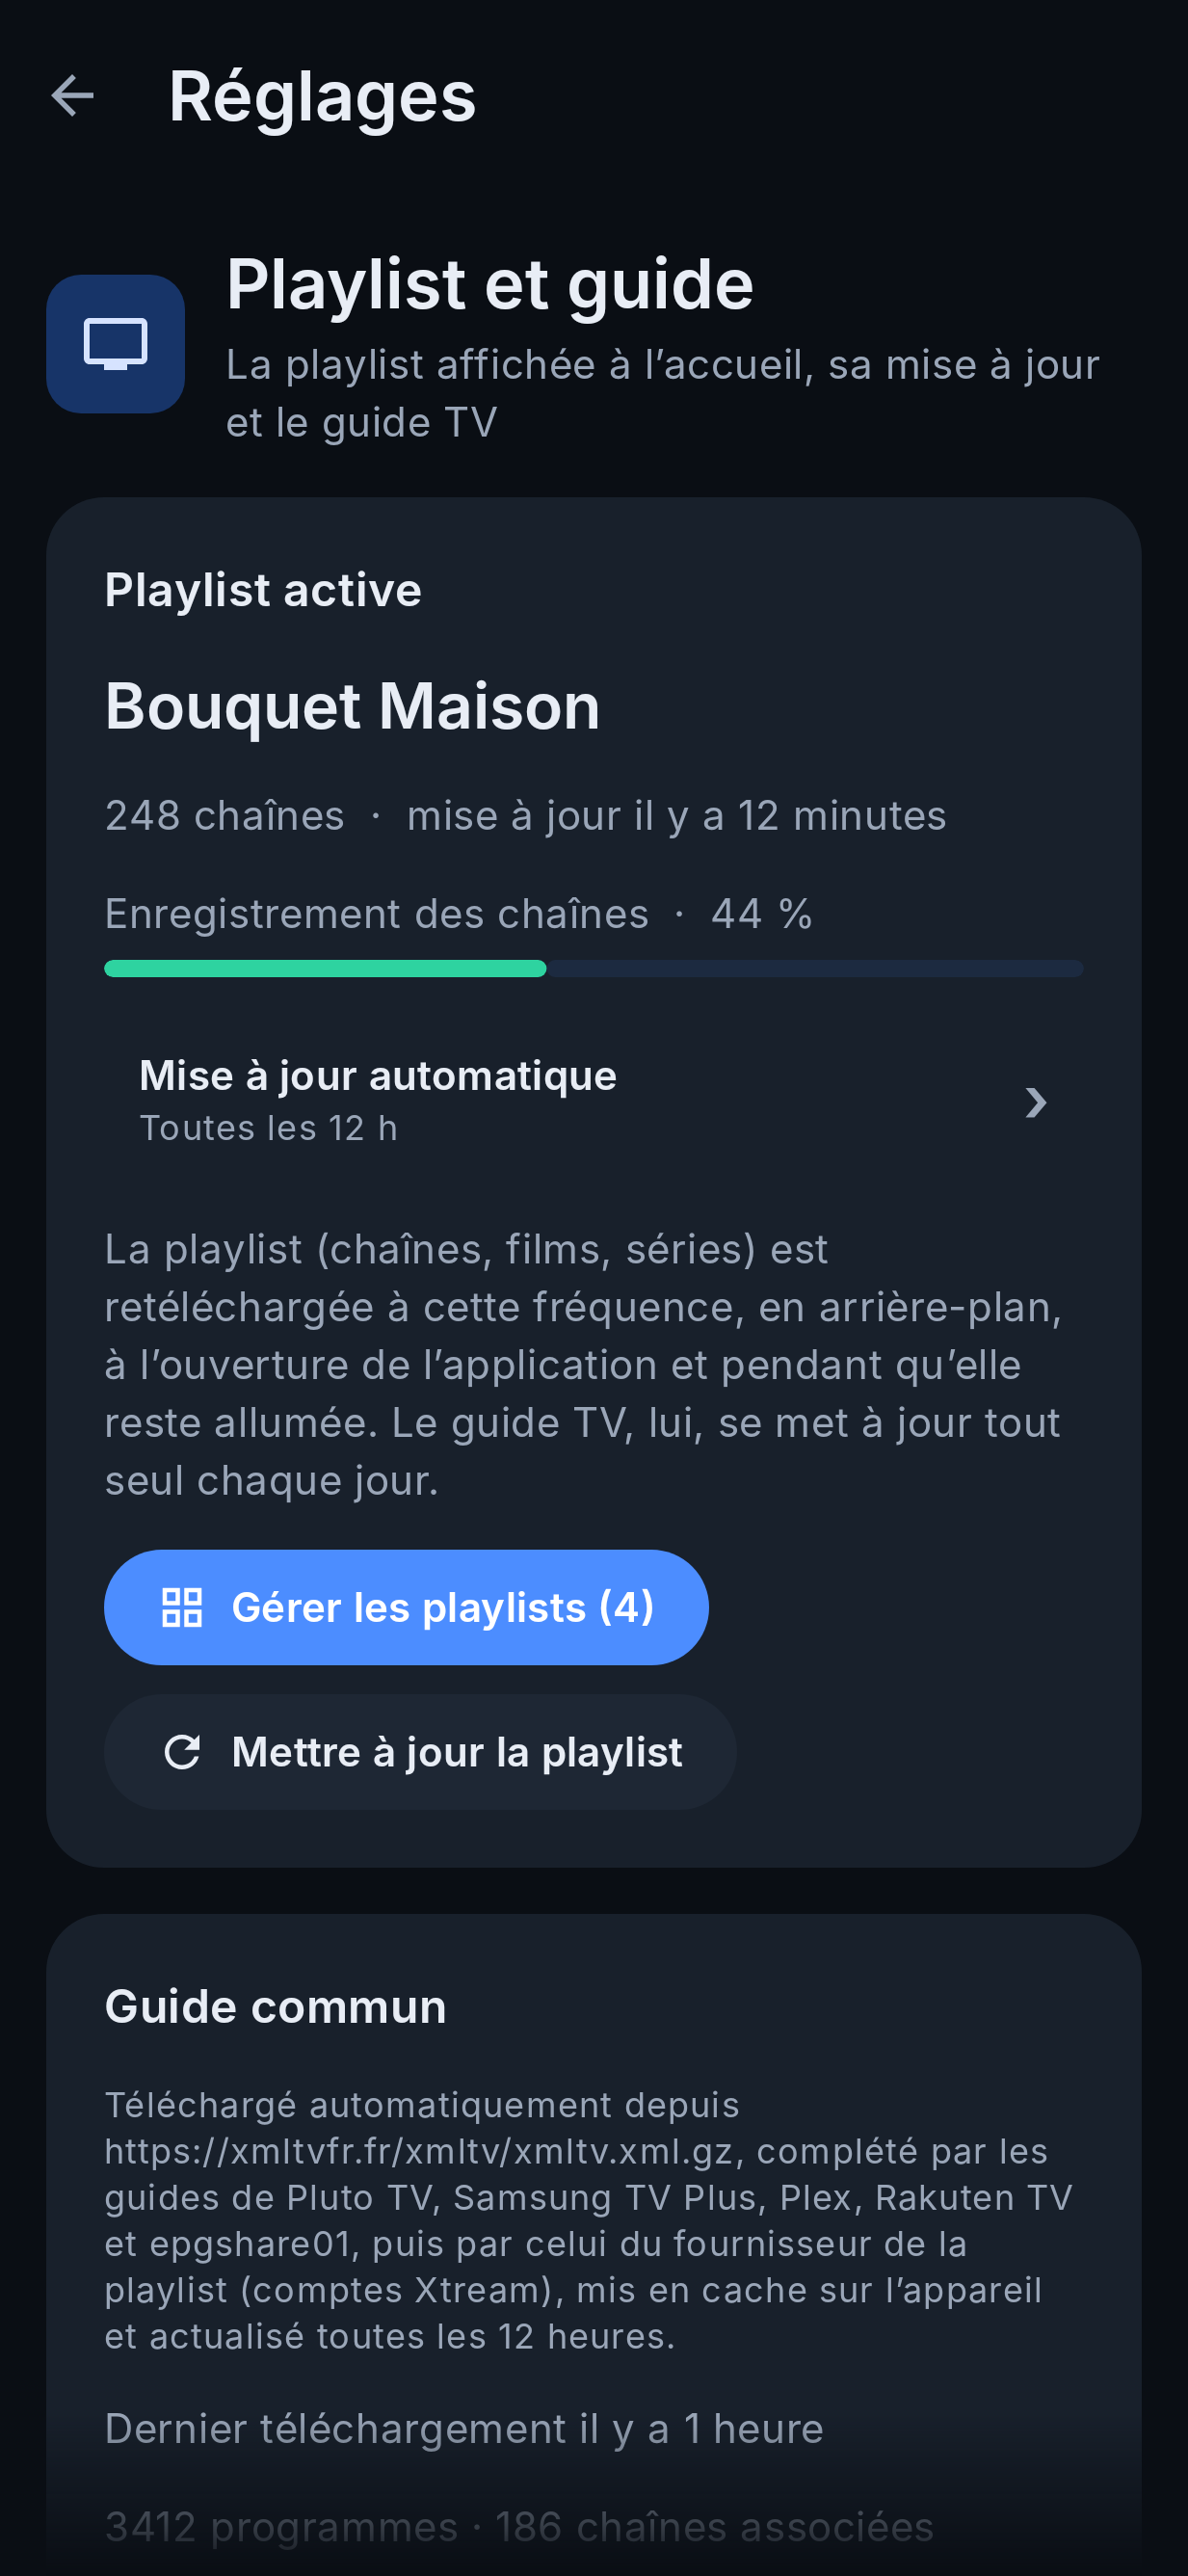 Réglages
Playlist et guide
La playlist affichée à l’accueil, sa mise à jour
et le guide TV
Playlist active
Bouquet Maison
248 chaînes · mise à jour il y a 12 minutes
Enregistrement des chaînes · 44 %
Mise à jour automatique
Toutes les 12 h
La playlist (chaînes, films, séries) est
retéléchargée à cette fréquence, en arrière-plan,
à l’ouverture de l’application et pendant qu’elle
reste allumée. Le guide TV, lui, se met à jour tout
seul chaque jour.
Gérer les playlists (4)
Mettre à jour la playlist
Guide commun
Téléchargé automatiquement depuis
https://xmltvfr.fr/xmltv/xmltv.xml.gz, complété par les
guides de Pluto TV, Samsung TV Plus, Plex, Rakuten TV
et epgshare01, puis par celui du fournisseur de la
playlist (comptes Xtream), mis en cache sur l’appareil
et actualisé toutes les 12 heures.
Dernier téléchargement il y a 1 heure
3412 programmes · 186 chaînes associées